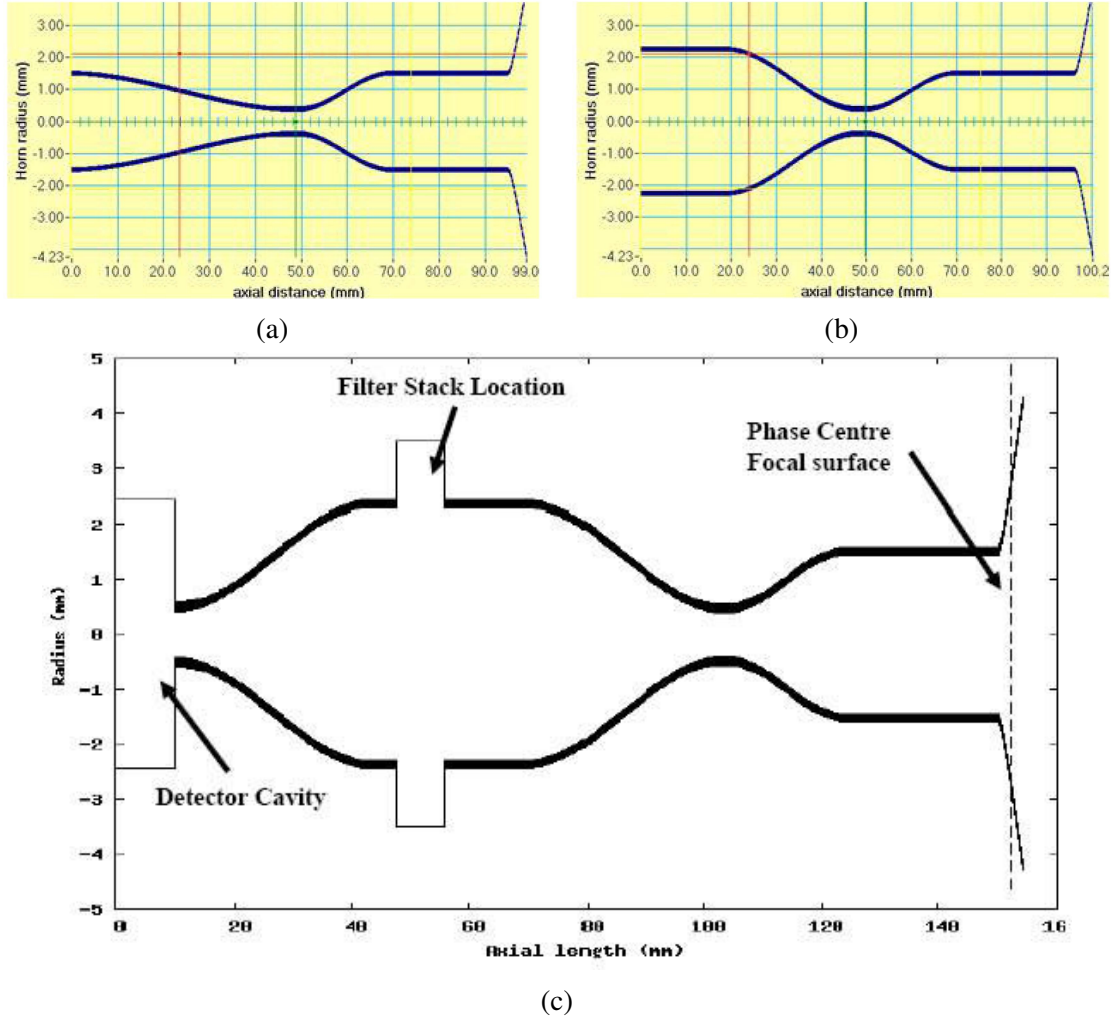 3.00
2.00
1.00
0.00
-1.00
-2.00
-3.00
-4.23
Horn radius (mm)
0.0 10.0 20.0 30.0 40.0 50.0 60.0 70.0 80.0 90.0 99.0
axial distance (mm)
(a)
3.00
2.00
1.00
0.00
-1.00
-2.00
-3.00
-4.23
Horn radius (mm)
0.0 10.0 20.0 30.0 40.0 50.0 60.0 70.0 80.0 90.0 100.2
axial distance (mm)
(b)
5
4
3
2
1
0
-1
-2
-3
-4
-5
Radius (mm)
Filter Stack Location
Phase Centre
Focal surface
Detector Cavity
0 20 40 60 80 100 120 140 16
Axial length (mm)
(c)